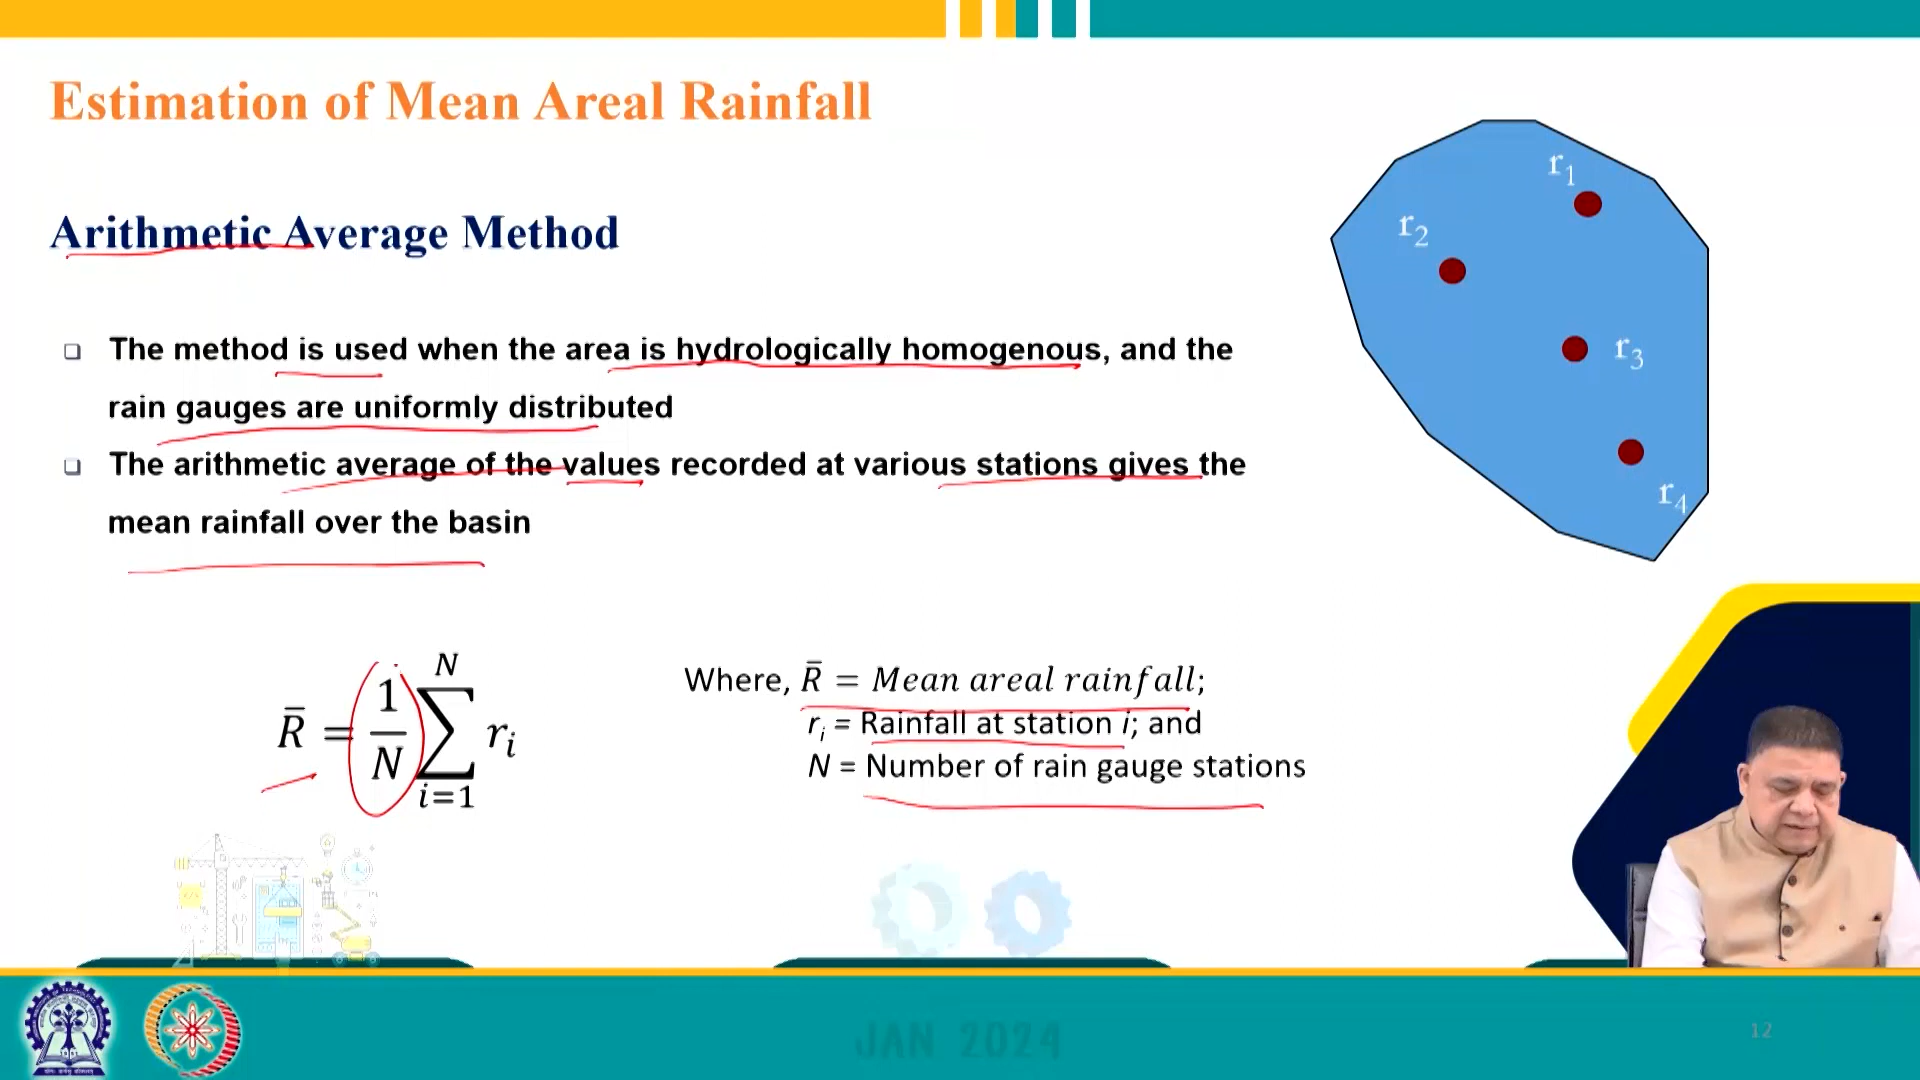 Estimation of Mean Areal Rainfall
Arithmetic Average Method
The method is used when the area is hydrologically homogenous, and the
rain gauges are uniformly distributed
The arithmetic average of the values recorded at various stations gives the
mean rainfall over the basin
r₁
r₂
r₃
r₄
R̄ = 1/N ∑ᵢ₌₁ᴺ rᵢ
Where, R̄ = Mean areal rainfall;
rᵢ = Rainfall at station i; and
N = Number of rain gauge stations
JAN 2024
12